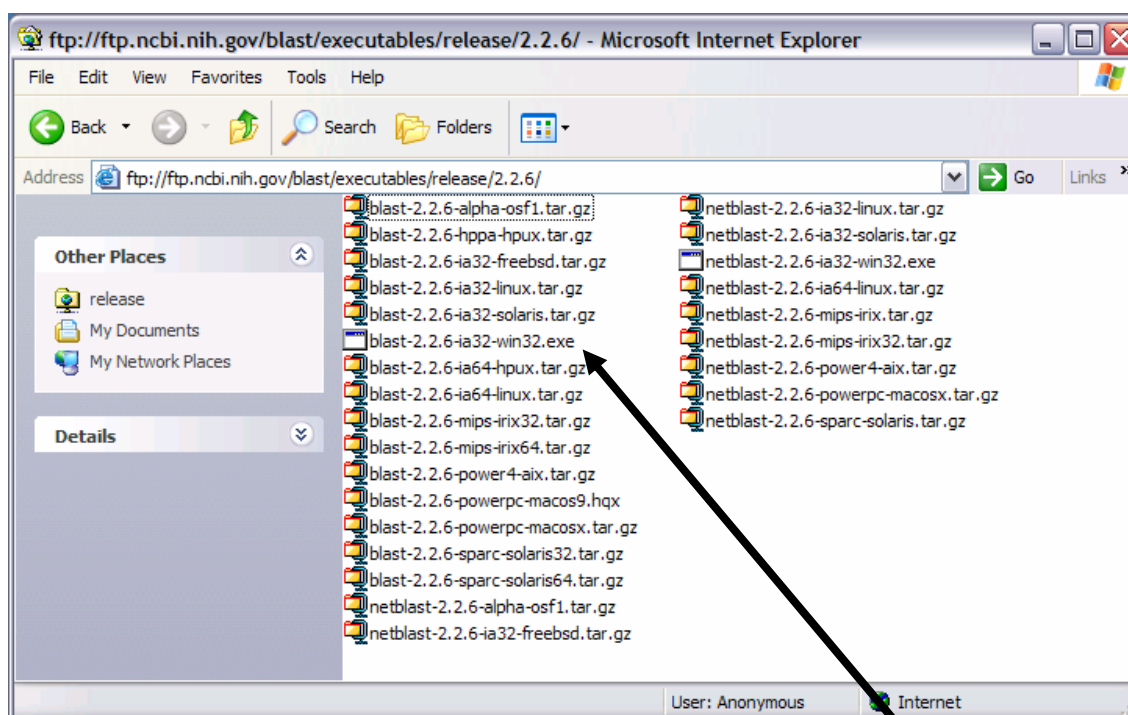 ftp://ftp.ncbi.nih.gov/blast/executables/release/2.2.6/ - Microsoft Internet Explorer
File Edit View Favorites Tools Help
Back Search Folders
Address ftp://ftp.ncbi.nih.gov/blast/executables/release/2.2.6/ Go Links »
Other Places
release
My Documents
My Network Places
Details
blast-2.2.6-alpha-osf1.tar.gz
blast-2.2.6-hppa-hpux.tar.gz
blast-2.2.6-ia32-freebsd.tar.gz
blast-2.2.6-ia32-linux.tar.gz
blast-2.2.6-ia32-solaris.tar.gz
blast-2.2.6-ia32-win32.exe
blast-2.2.6-ia64-hpux.tar.gz
blast-2.2.6-ia64-linux.tar.gz
blast-2.2.6-mips-irix32.tar.gz
blast-2.2.6-mips-irix64.tar.gz
blast-2.2.6-power4-aix.tar.gz
blast-2.2.6-powerpc-macos9.hqx
blast-2.2.6-powerpc-macosx.tar.gz
blast-2.2.6-sparc-solaris32.tar.gz
blast-2.2.6-sparc-solaris64.tar.gz
netblast-2.2.6-alpha-osf1.tar.gz
netblast-2.2.6-ia32-freebsd.tar.gz
netblast-2.2.6-ia32-linux.tar.gz
netblast-2.2.6-ia32-solaris.tar.gz
netblast-2.2.6-ia32-win32.exe
netblast-2.2.6-ia64-linux.tar.gz
netblast-2.2.6-mips-irix.tar.gz
netblast-2.2.6-mips-irix32.tar.gz
netblast-2.2.6-power4-aix.tar.gz
netblast-2.2.6-powerpc-macosx.tar.gz
netblast-2.2.6-sparc-solaris.tar.gz
User: Anonymous Internet